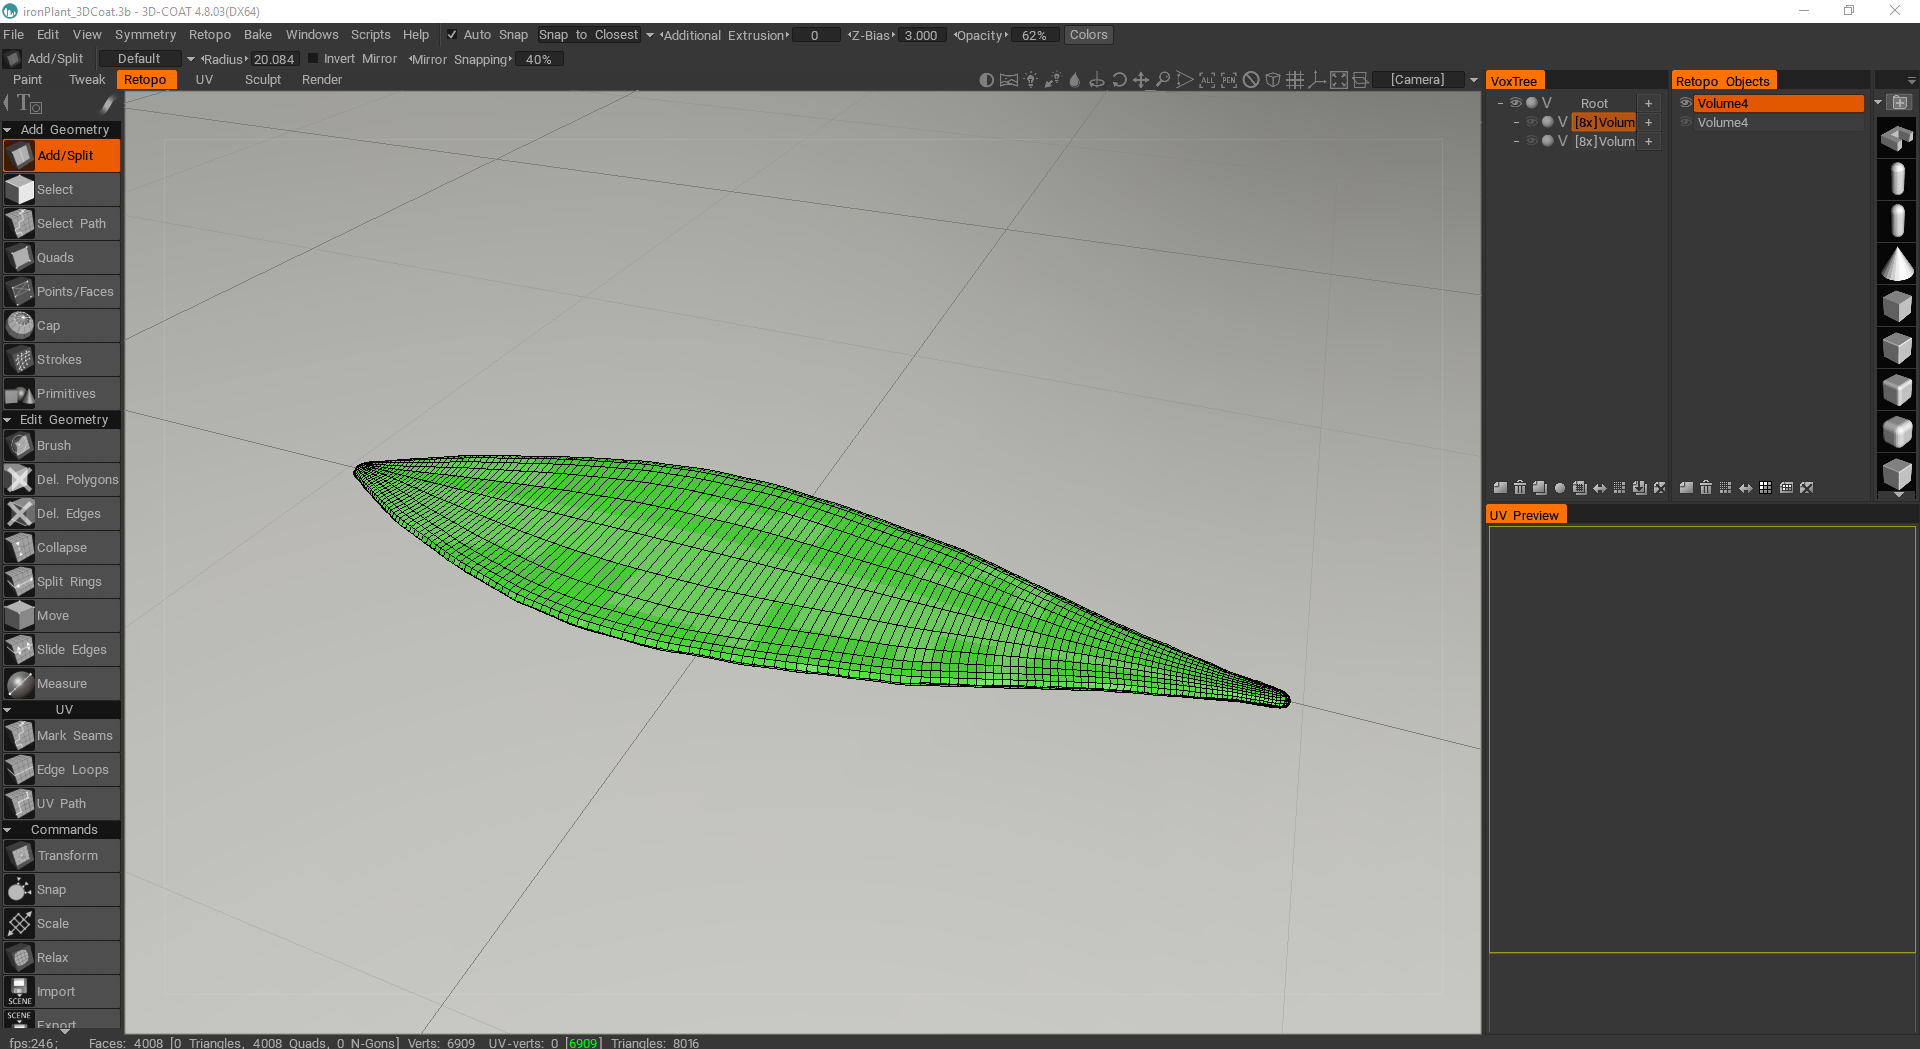 ironPlant_3DCoat.3b - 3D-COAT 4.8.03(DX64)
File Edit View Symmetry Retopo Bake Windows Scripts Help Auto Snap Snap to Closest Additional Extrusion 0 Z-Bias 3.000 Opacity 62% Colors
Add/Split Default Radius 20.084 Invert Mirror Mirror Snapping 40%
Paint Tweak Retopo UV Sculpt Render ALL PEN [Camera]
VoxTree
Root
[8x]Volum
[8x]Volum
Retopo Objects
Volume4
Volume4
UV Preview
Add Geometry
Add/Split
Select
Select Path
Quads
Points/Faces
Cap
Strokes
Primitives
Edit Geometry
Brush
Del. Polygons
Del. Edges
Collapse
Split Rings
Move
Slide Edges
Measure
UV
Mark Seams
Edge Loops
UV Path
Commands
Transform
Snap
Scale
Relax
Import
SCENE
Export
SCENE
fps:246; Faces: 4008 [0 Triangles, 4008 Quads, 0 N-Gons] Verts: 6909 UV-verts: 0 [6909] Triangles: 8016